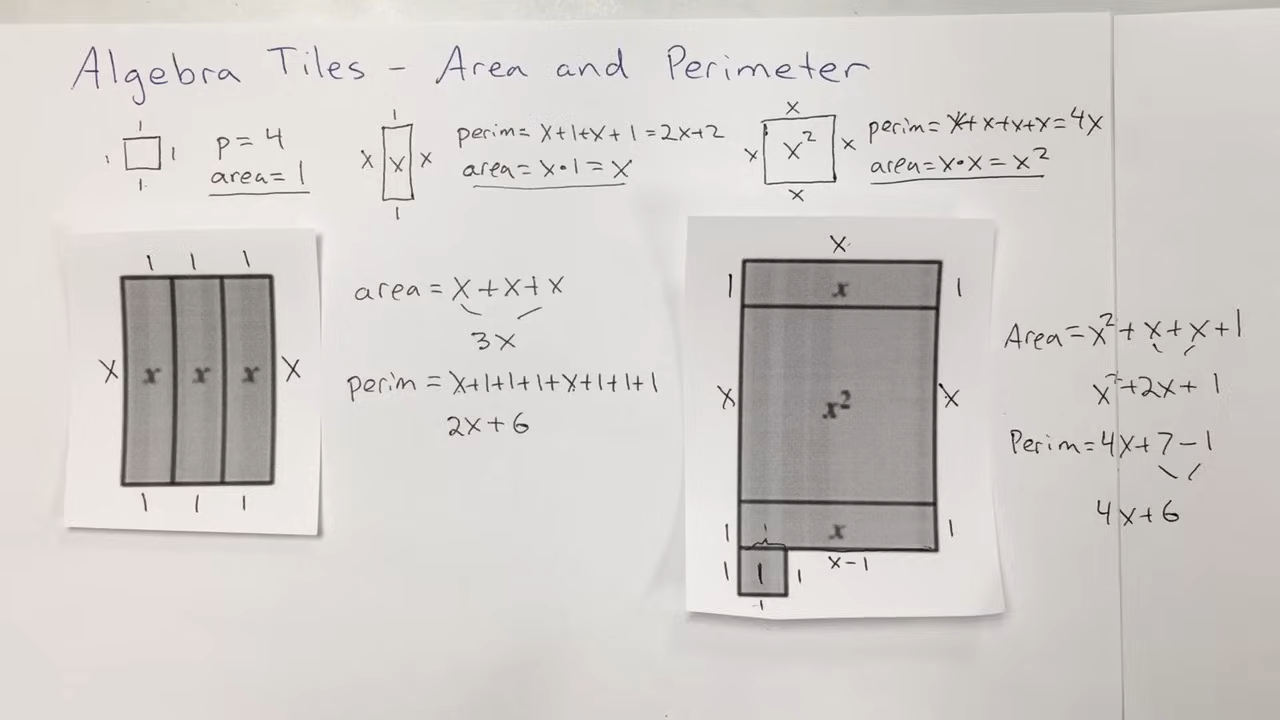 Algebra Tiles - Area and Perimeter
1
1 1
1
p = 4
area = 1
1
x x x
1
perim = x+1+x+1 = 2x+2
area = x•1 = x
x
x x² x
x
perim = x+x+x+x = 4x
area = x•x = x²
1 1 1
x x x x x
1 1 1
area = x+x+x
3x
perim = x+1+1+1+x+1+1+1
2x+6
x
1 x 1
x x² x
1 1 x 1
1 1 1 x-1
1
Area = x²+x+x+1
x²+2x+1
Perim = 4x+7-1
4x+6